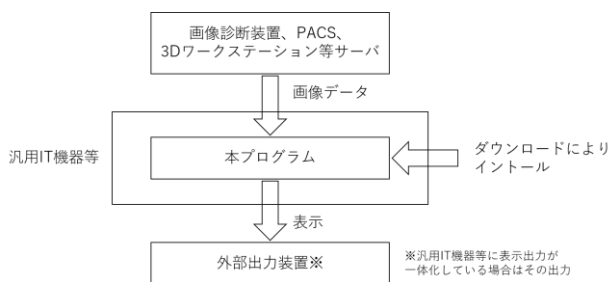 画像診断装置、PACS、
3Dワークステーション等サーバ
画像データ
汎用IT機器等
本プログラム
ダウンロードにより
イントール
表示
外部出力装置※
※汎用IT機器等に表示出力が
一体化している場合はその出力